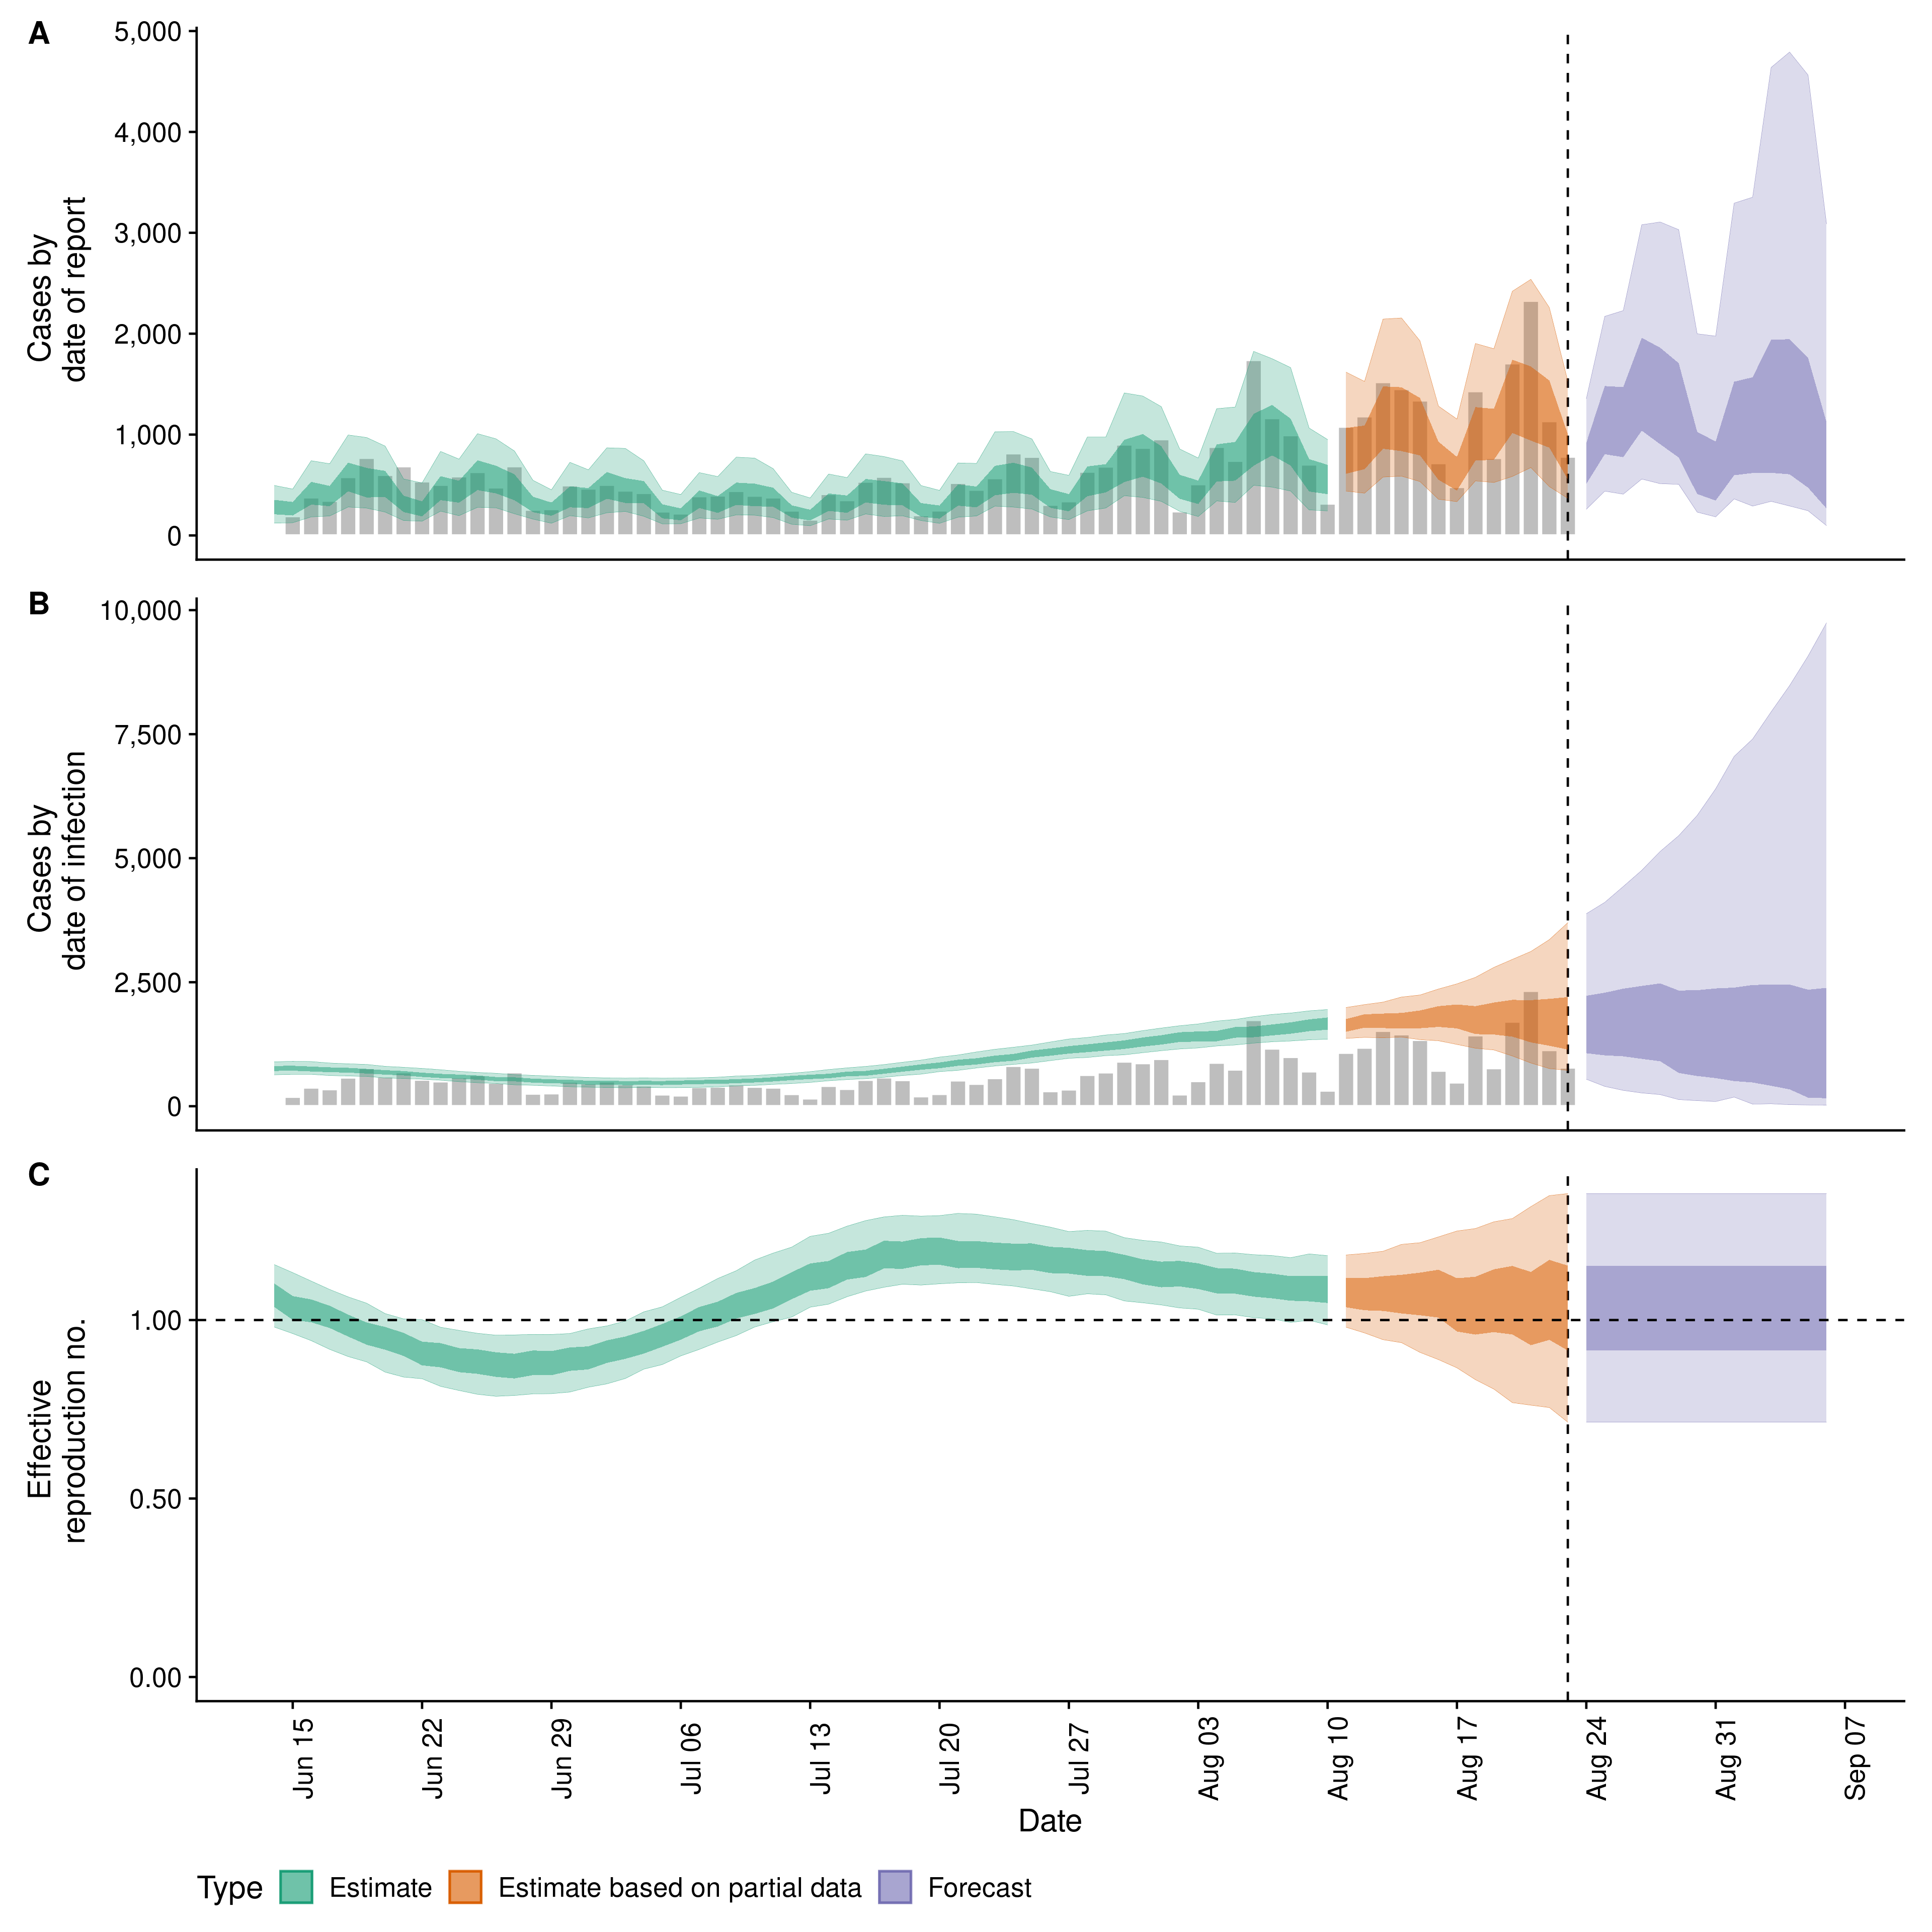 A
5,000
4,000
3,000
2,000
1,000
0
Cases by
date of report
B
10,000
7,500
5,000
2,500
0
Cases by
date of infection
C
1.00
0.50
0.00
Effective
reproduction no.
Jun 15
Jun 22
Jun 29
Jul 06
Jul 13
Jul 20
Jul 27
Aug 03
Aug 10
Aug 17
Aug 24
Aug 31
Sep 07
Date
Type Estimate Estimate based on partial data Forecast